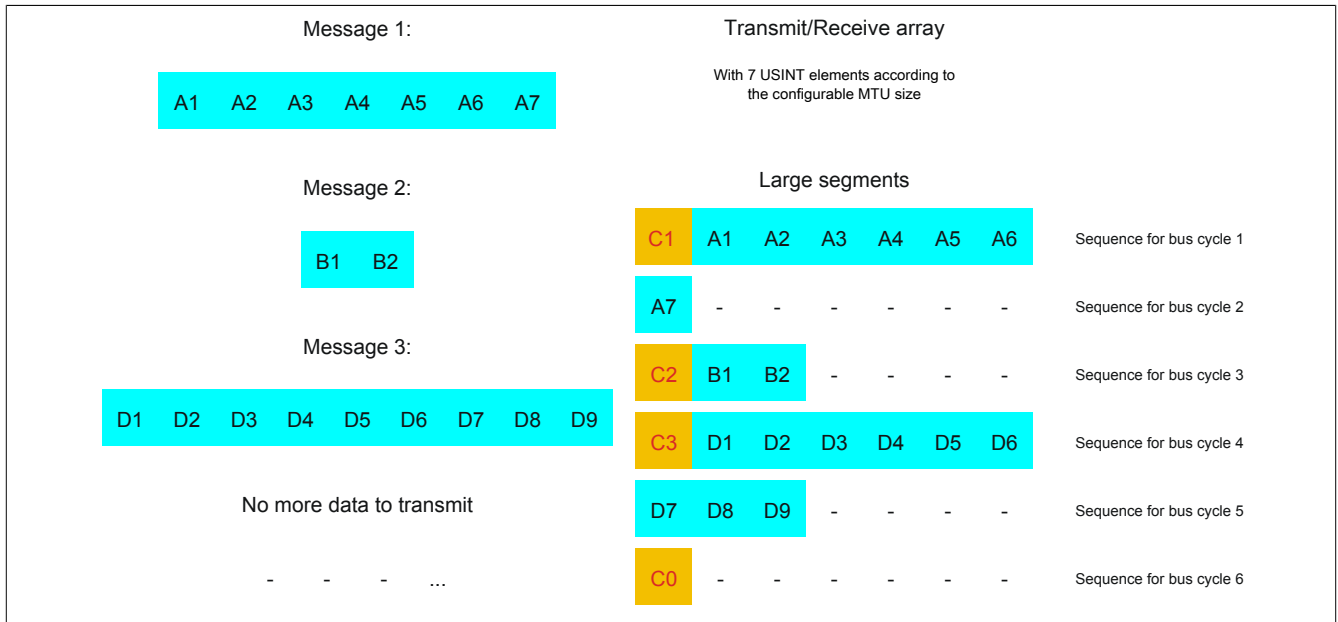 Message 1:
A1 A2 A3 A4 A5 A6 A7
Message 2:
B1 B2
Message 3:
D1 D2 D3 D4 D5 D6 D7 D8 D9
No more data to transmit
- - - ...
Transmit/Receive array
With 7 USINT elements according to
the configurable MTU size
Large segments
C1 A1 A2 A3 A4 A5 A6 Sequence for bus cycle 1
A7 - - - - - - Sequence for bus cycle 2
C2 B1 B2 - - - - Sequence for bus cycle 3
C3 D1 D2 D3 D4 D5 D6 Sequence for bus cycle 4
D7 D8 D9 - - - - Sequence for bus cycle 5
C0 - - - - - - Sequence for bus cycle 6